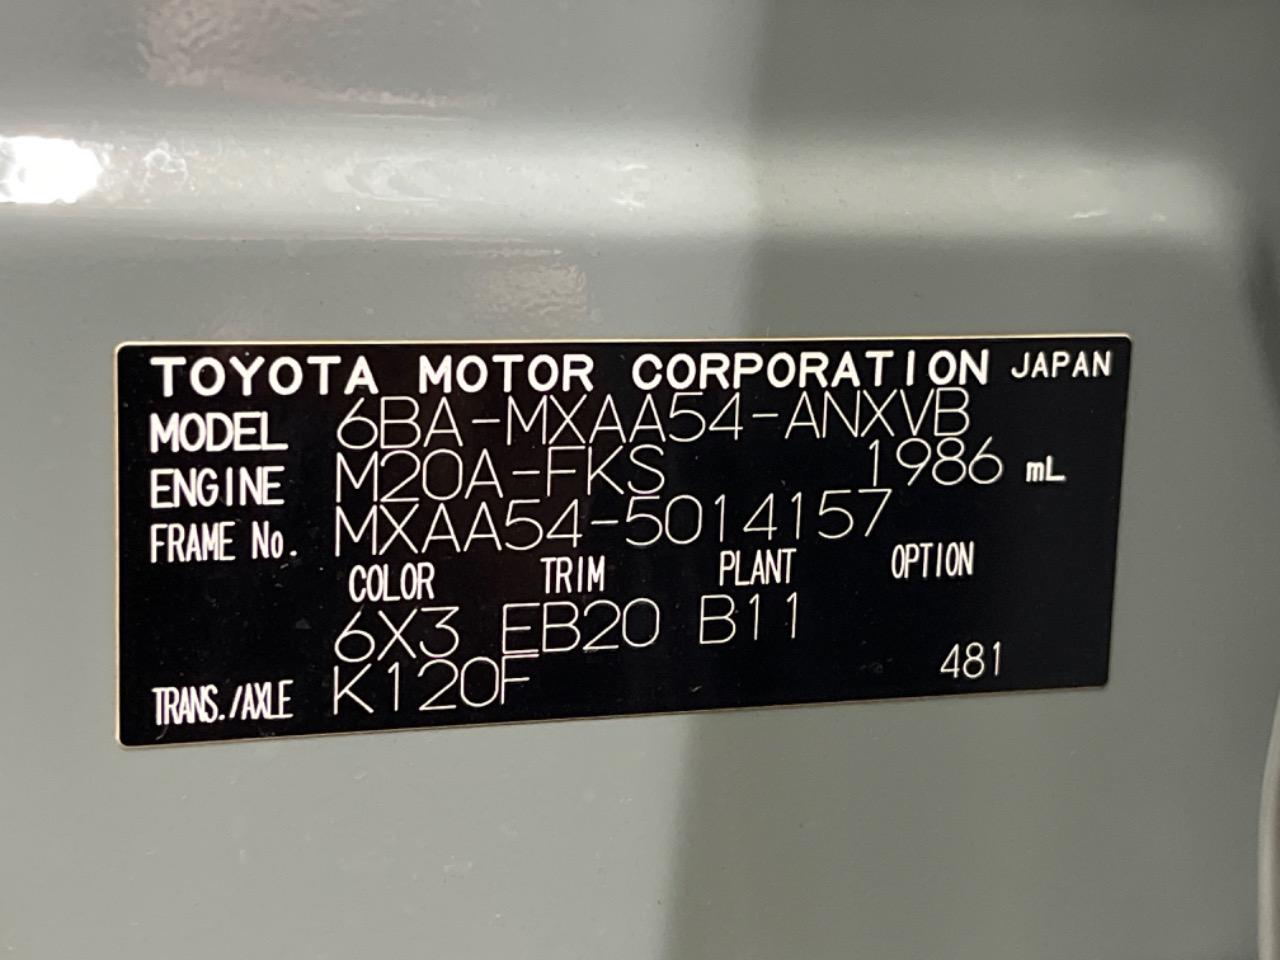 TOYOTA MOTOR CORPORATION JAPAN
MODEL 6BA-MXAA54-ANXVB
ENGINE M20A-FKS 1986 mL
FRAME No. MXAA54-5014157
COLOR TRIM PLANT OPTION
6X3 EB20 B11
TRANS./AXLE K120F 481